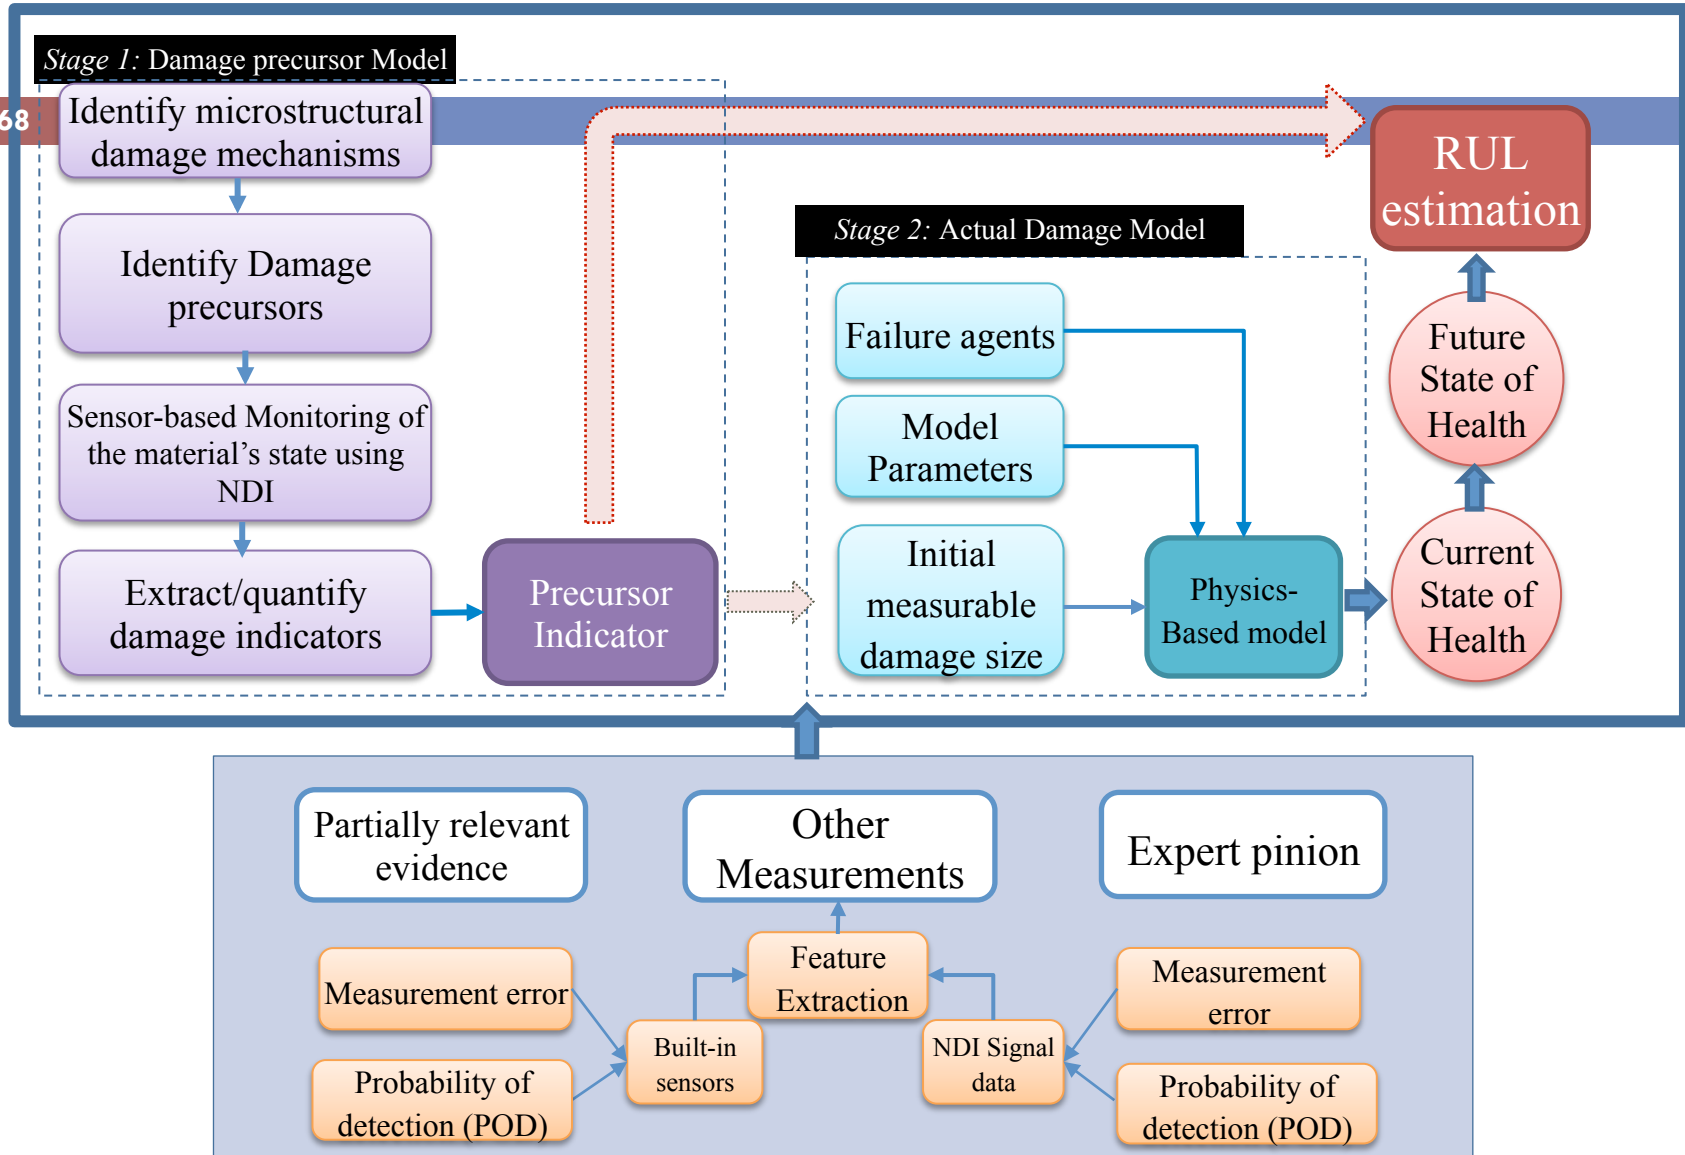 Stage 1: Damage precursor Model
68
Identify microstructural
damage mechanisms
Identify Damage
precursors
Sensor-based Monitoring of
the material's state using
NDI
Extract/quantify
damage indicators
Precursor
Indicator
Stage 2: Actual Damage Model
Failure agents
Model
Parameters
Initial
measurable
damage size
Physics-
Based model
RUL
estimation
Future
State of
Health
Current
State of
Health
Partially relevant
evidence
Other
Measurements
Expert pinion
Feature
Extraction
Measurement error
Probability of
detection (POD)
Built-in
sensors
NDI Signal
data
Measurement
error
Probability of
detection (POD)